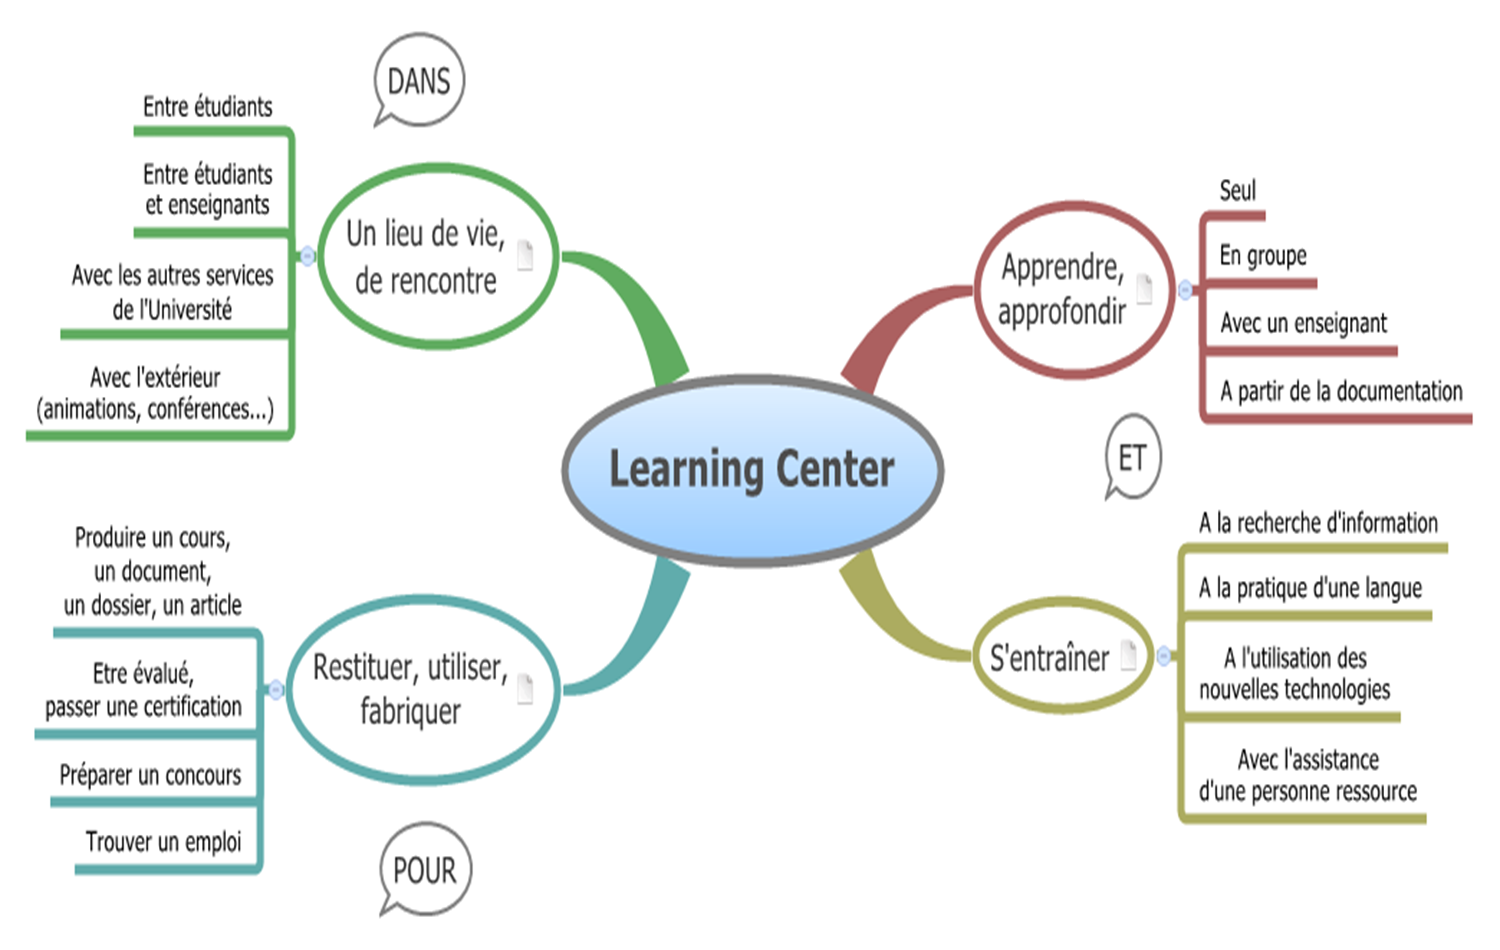 DANS
Entre étudiants
Entre étudiants
et enseignants
Avec les autres services
de l'Université
Avec l'extérieur
(animations, conférences...)
Un lieu de vie,
de rencontre
Apprendre,
approfondir
Seul
En groupe
Avec un enseignant
A partir de la documentation
Learning Center
ET
Produire un cours,
un document,
un dossier, un article
Etre évalué,
passer une certification
Préparer un concours
Trouver un emploi
Restituer, utiliser,
fabriquer
S'entraîner
A la recherche d'information
A la pratique d'une langue
A l'utilisation des
nouvelles technologies
Avec l'assistance
d'une personne ressource
POUR